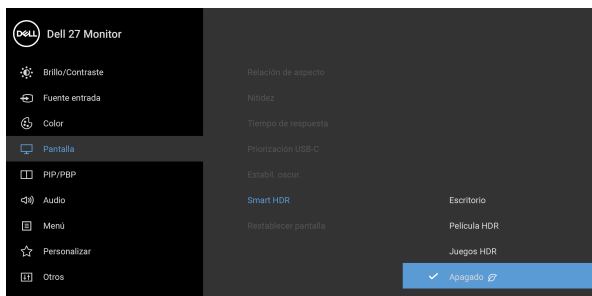 DELL Dell 27 Monitor
Brillo/Contraste Relación de aspecto
Fuente entrada Nitidez
Color Tiempo de respuesta
Pantalla Priorización USB-C
PIP/PBP Estabil. oscur.
Audio Smart HDR Escritorio
Menú Restablecer pantalla Película HDR
Personalizar Juegos HDR
Otros Apagado